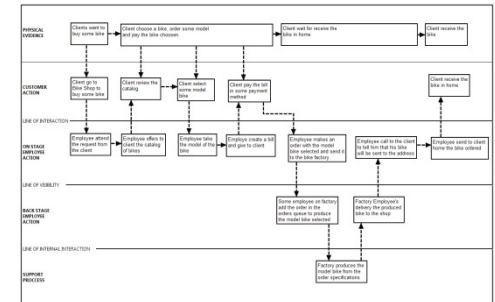 PHYSICAL
EVIDENCE
Clients want to
buy some bike
Client choose a bike, order some model
and pay the bike choosen.
Client wait for receive the
bike in home
Client receive the
bike
CUSTOMER
ACTION
Client go to
Bike Shop to
buy some bike
Client review the
catalog
Client select
some model
bike
Client pay the bill
in some payment
method
Client receive the
bike in home
LINE OF INTERACTION
ON STAGE
EMPLOYEE
ACTION
Employee attend
the request from
the client
Employee offers to
client the catalog
of bikes
Employee take
the model of the
bike
Employe create a bill
and give to client
Employee makes an
order with the model
bike selected and send it
to the bike factory
Employee call to the client
to tell him that his bike
will be sent to the address
Employee send to client
home the bike ordered
LINE OF VISIBILITY
BACK STAGE
EMPLOYEE
ACTION
Some employee on factory
add the order in the
orders queue to produce
the model bike selected
Factory Employee's
delivery the produced
bike to the shop
LINE OF INTERNAL INTERACTION
SUPPORT
PROCCESS
Factory produces the
model bike from the
order specifications